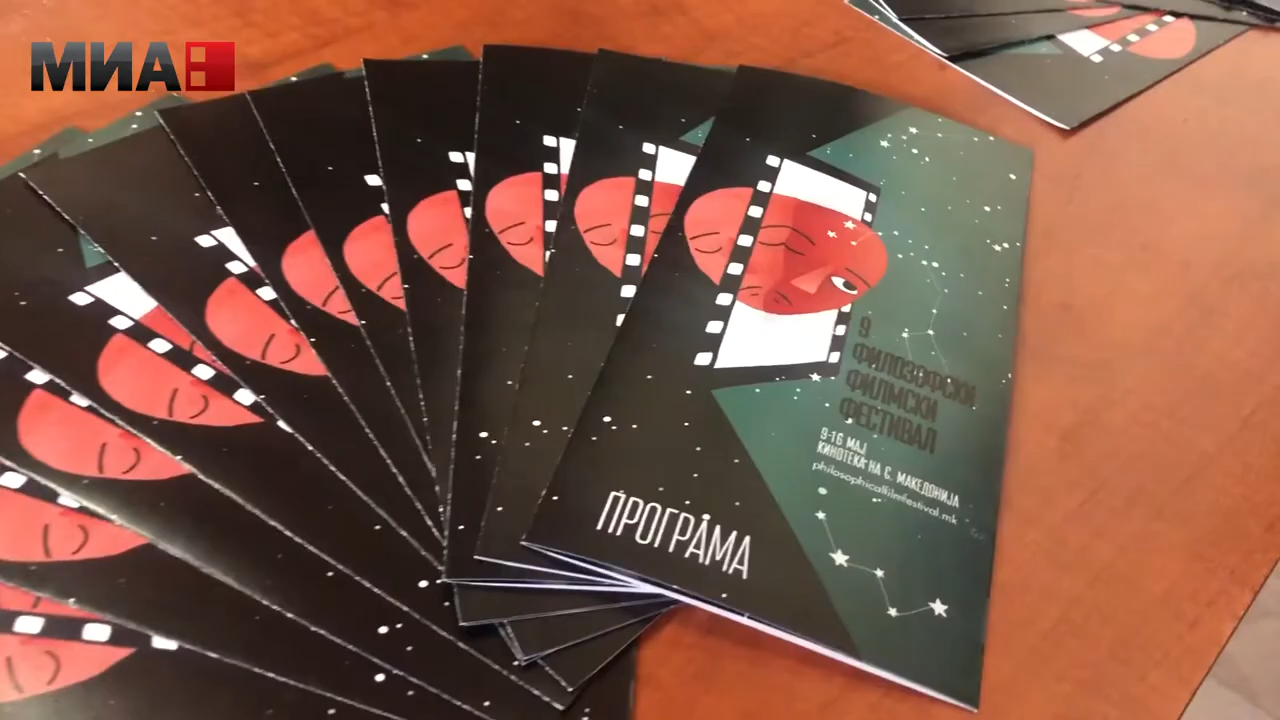 МИА
9
ФИЛОЗОФСКИ
ФИЛМСКИ
ФЕСТИВАЛ
9-16 МАЈ
КИНОТЕКА НА С. МАКЕДОНИЈА
philosophicalfilmfestival.mk
ПРОГРАМА